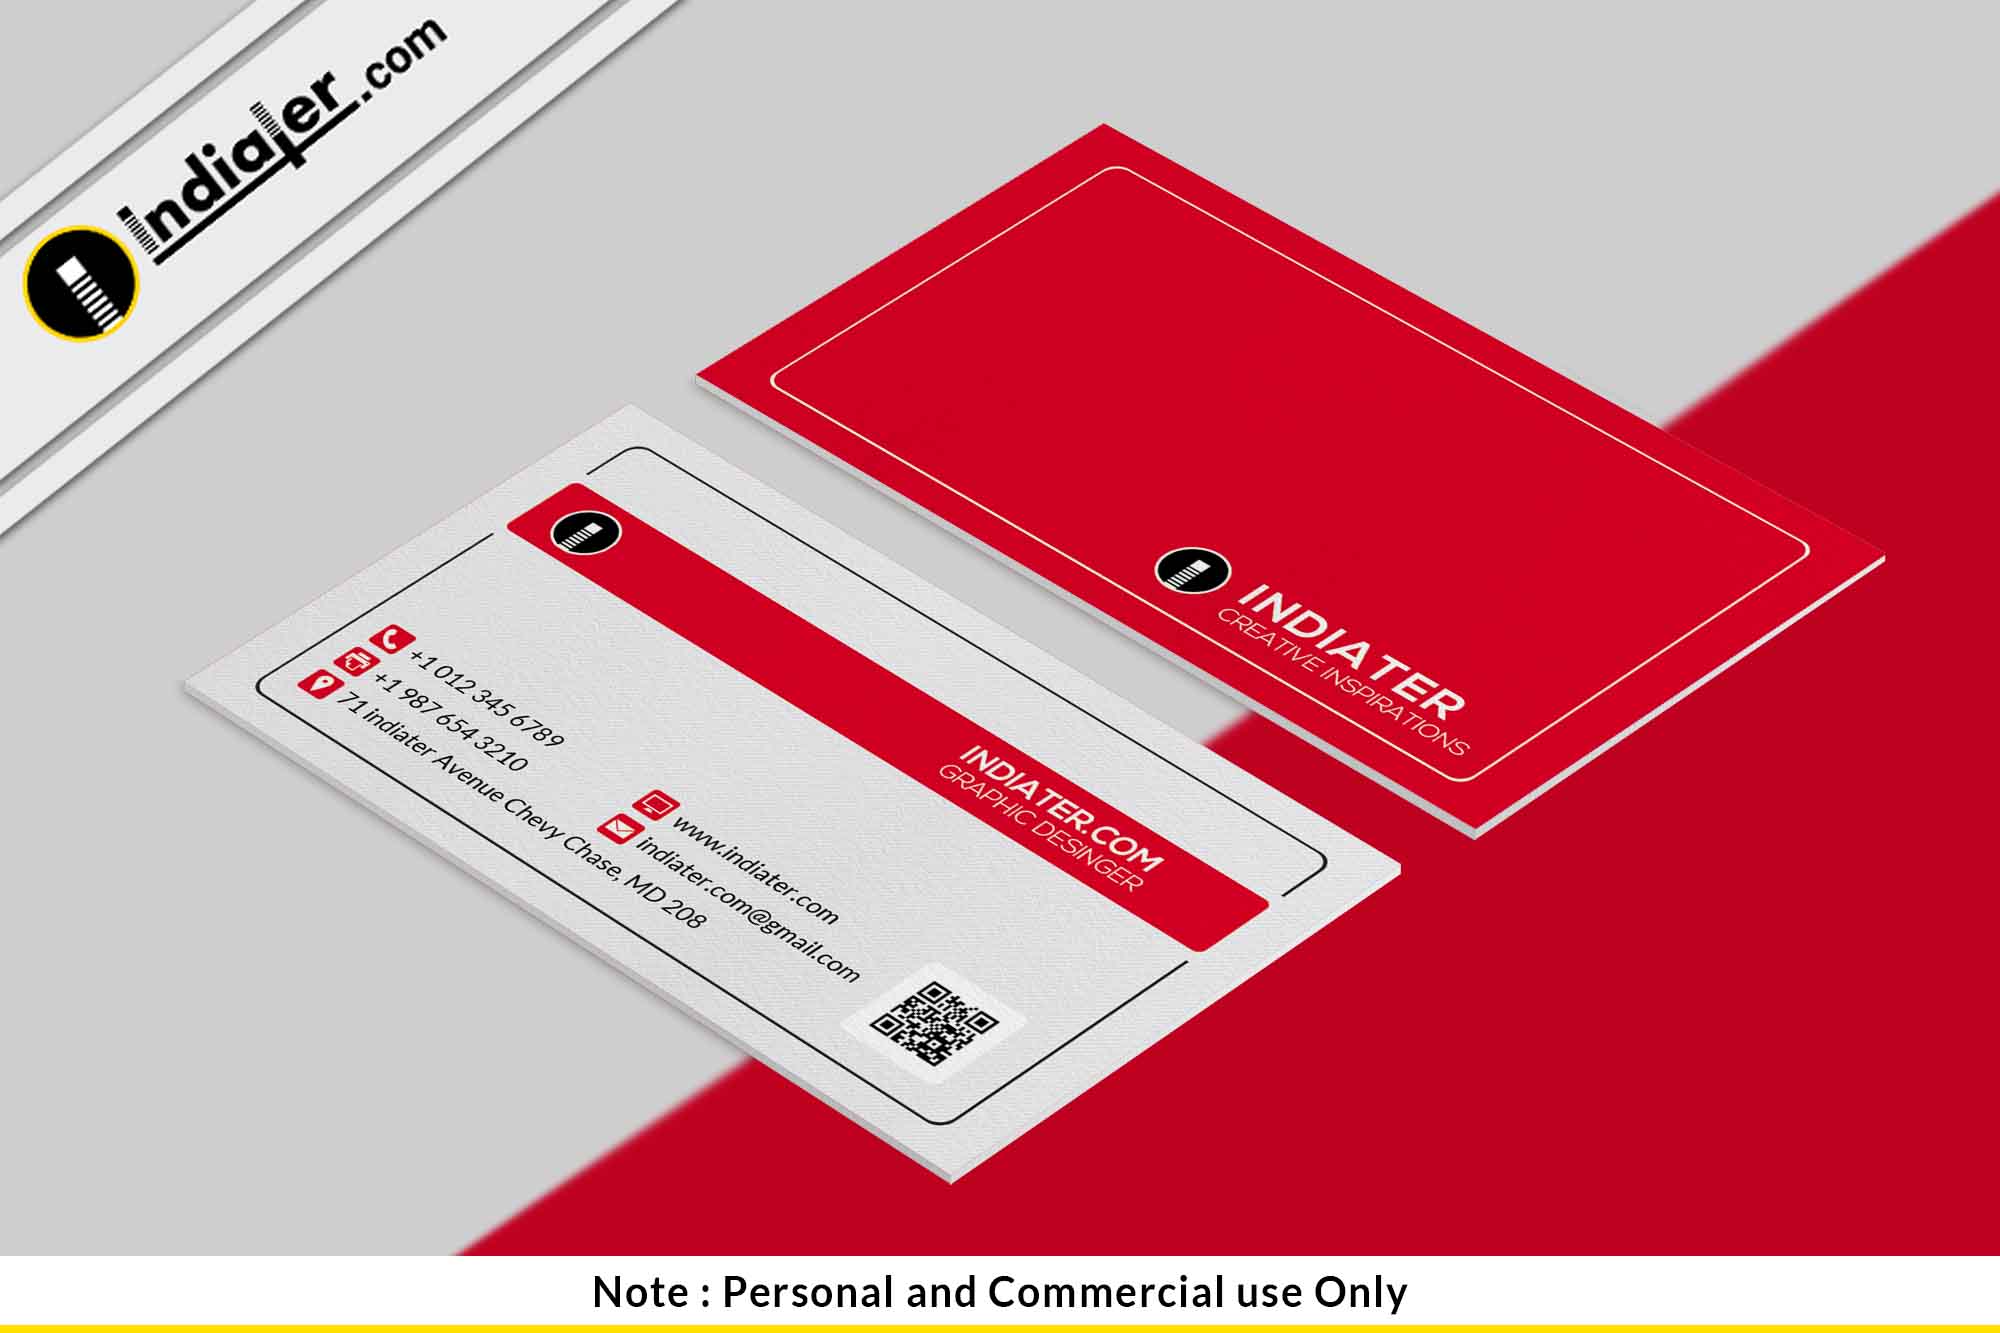 indiater.com
INDIATER
CREATIVE INSPIRATIONS
INDIATER.COM
GRAPHIC DESINGER
+1 012 345 6789
+1 987 654 3210
71 indiater Avenue Chevy Chase, MD 208
www.indiater.com
indiater.com@gmail.com
Note : Personal and Commercial use Only